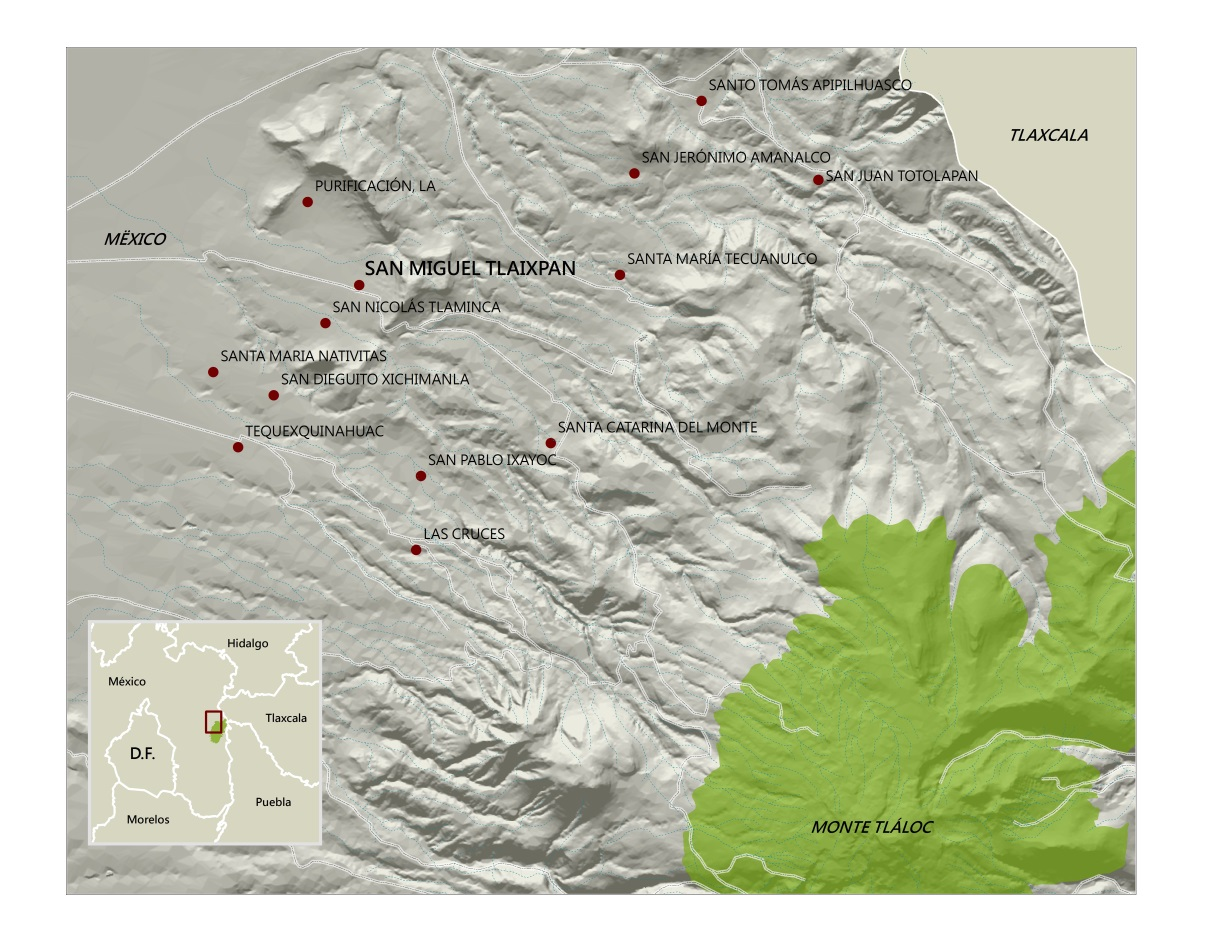 SANTO TOMÁS APIPILHUASCO
TLAXCALA
SAN JERÓNIMO AMANALCO
SAN JUAN TOTOLAPAN
PURIFICACIÓN, LA
MËXICO
SANTA MARÍA TECUANULCO
SAN MIGUEL TLAIXPAN
SAN NICOLÁS TLAMINCA
SANTA MARIA NATIVITAS
SAN DIEGUITO XICHIMANLA
SANTA CATARINA DEL MONTE
TEQUEXQUINAHUAC
SAN PABLO IXAYOC
LAS CRUCES
MONTE TLÁLOC
Hidalgo
México
Tlaxcala
D.F.
Puebla
Morelos